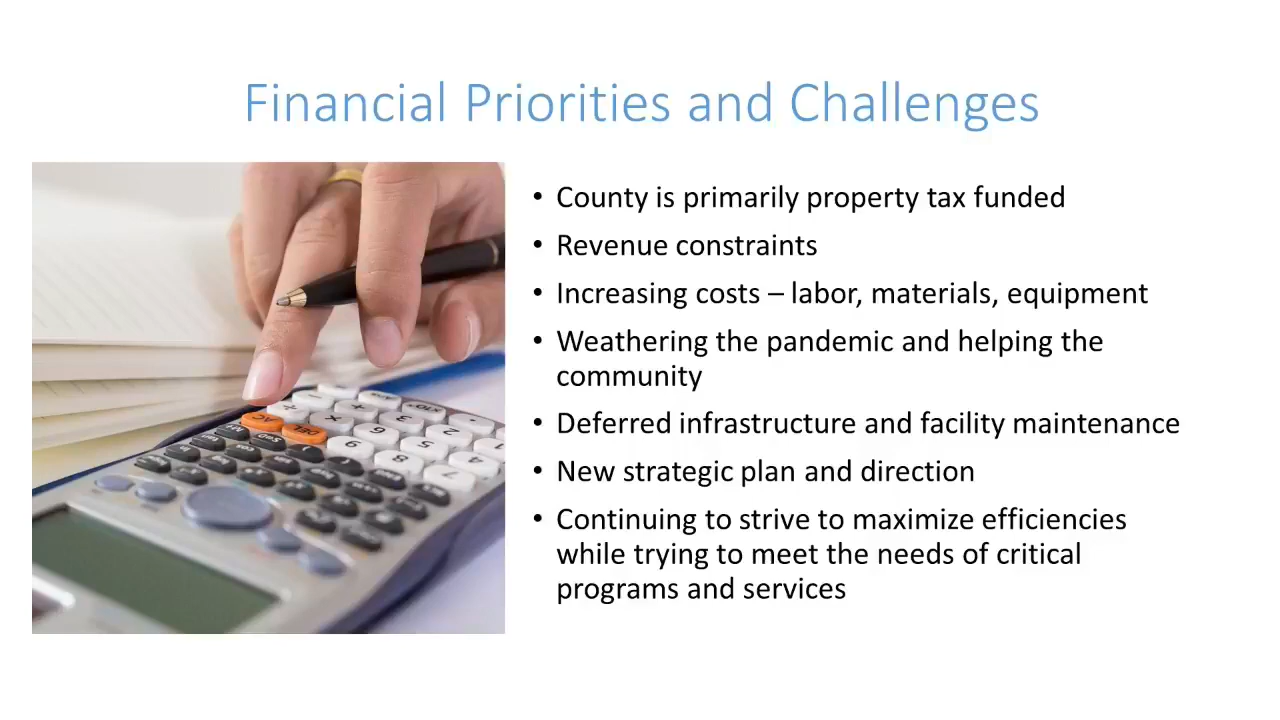 Financial Priorities and Challenges
• County is primarily property tax funded
• Revenue constraints
• Increasing costs – labor, materials, equipment
• Weathering the pandemic and helping the
community
• Deferred infrastructure and facility maintenance
• New strategic plan and direction
• Continuing to strive to maximize efficiencies
while trying to meet the needs of critical
programs and services